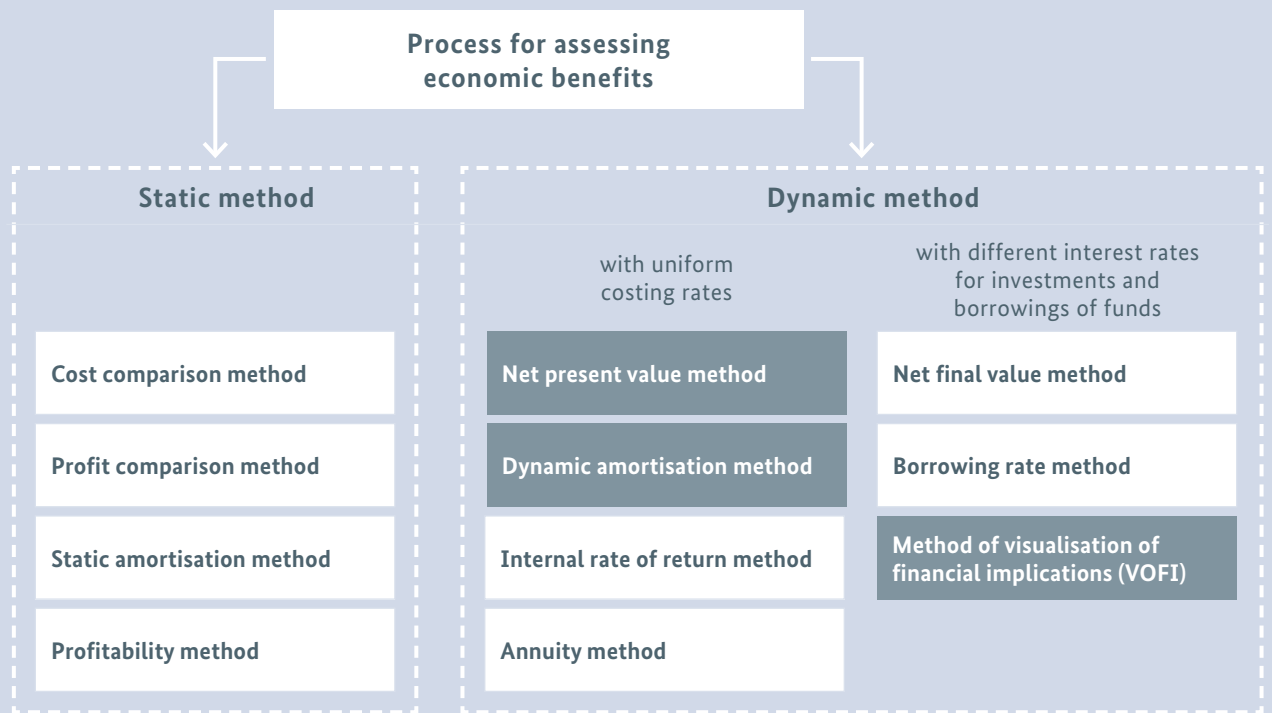 Process for assessing
economic benefits
Static method
Cost comparison method
Profit comparison method
Static amortisation method
Profitability method
Dynamic method
with uniform
costing rates
Net present value method
Dynamic amortisation method
Internal rate of return method
Annuity method
with different interest rates
for investments and
borrowings of funds
Net final value method
Borrowing rate method
Method of visualisation of
financial implications (VOFI)